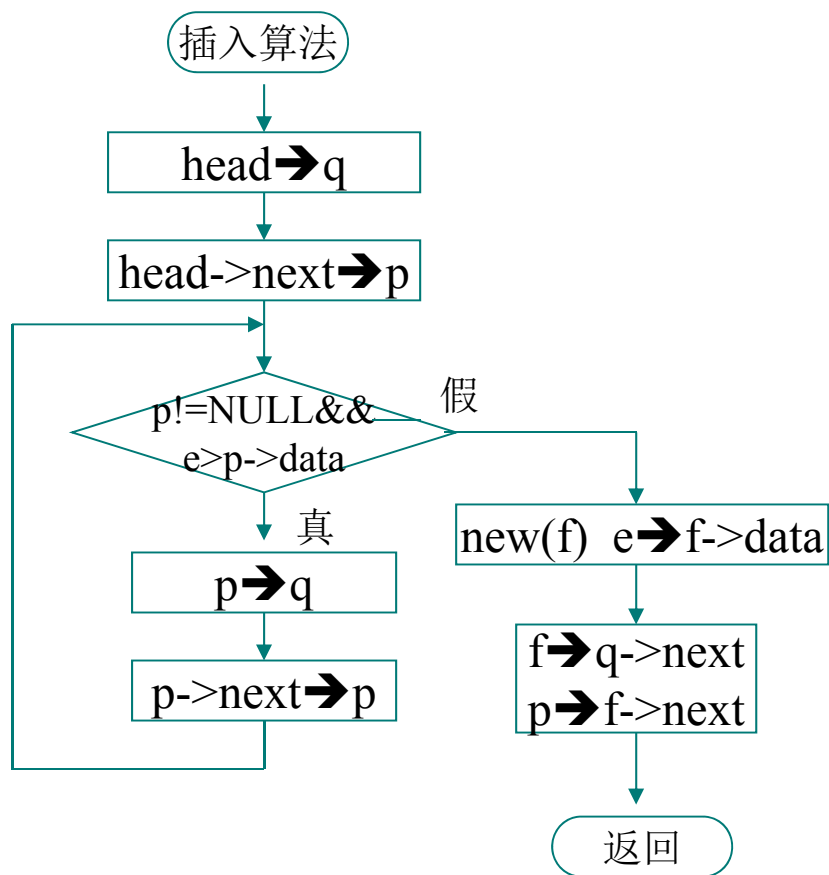 插入算法
head➔q
head->next➔p
p!=NULL&&
e>p->data
假
真
p➔q
p->next➔p
new(f) e➔f->data
f➔q->next
p➔f->next
返回